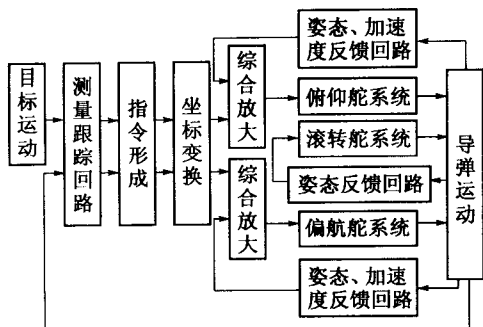 目标运动
测量跟踪回路
指令形成
坐标变换
综合放大
综合放大
姿态、加速
度反馈回路
俯仰舵系统
滚转舵系统
姿态反馈回路
偏航舵系统
姿态、加速
度反馈回路
导弹运动